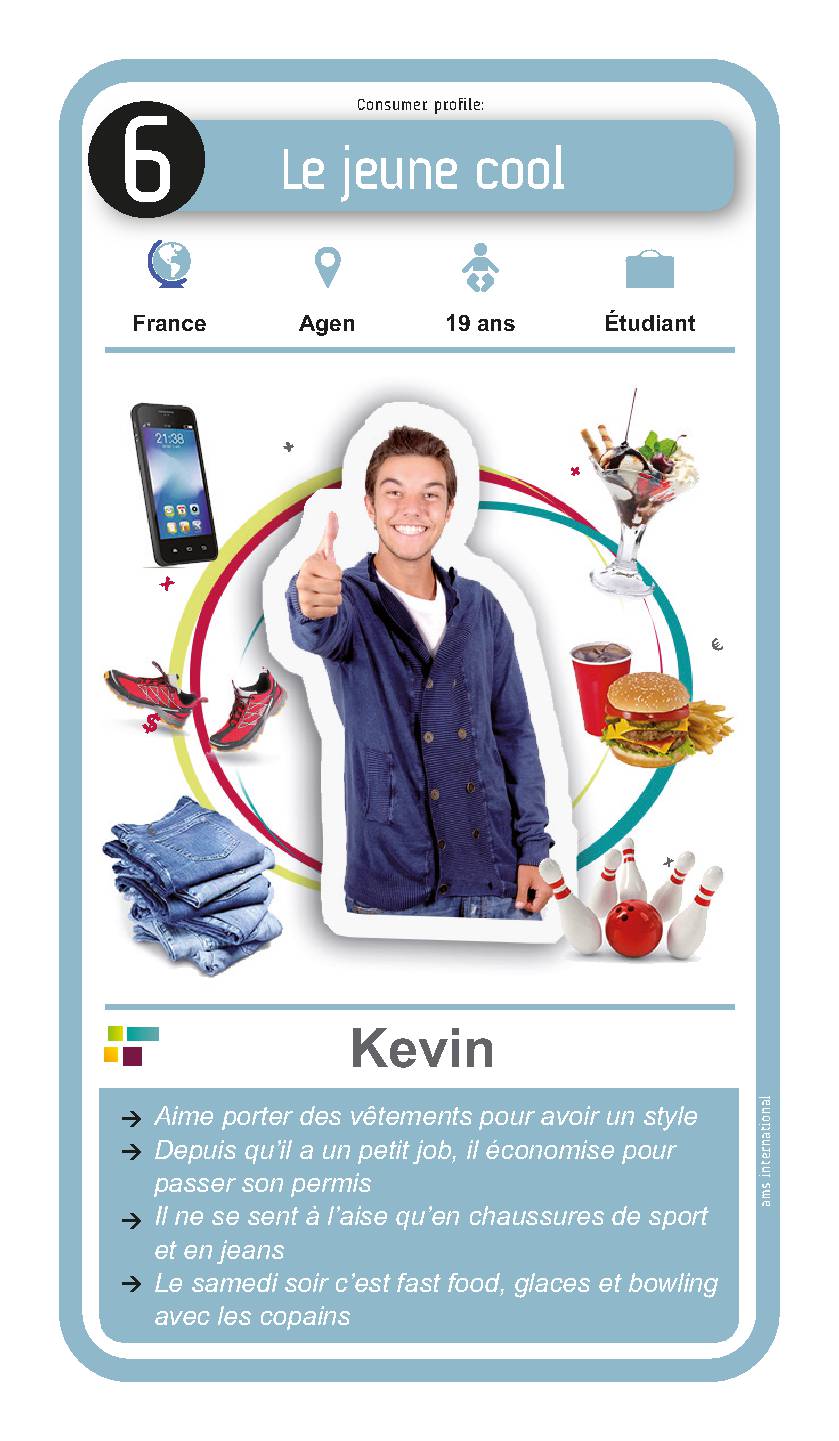 Consumer profile:
6
Le jeune cool
France
Agen
19 ans
Étudiant
21:38
Kevin
→ Aime porter des vêtements pour avoir un style
→ Depuis qu'il a un petit job, il économise pour
passer son permis
→ Il ne se sent à l'aise qu'en chaussures de sport
et en jeans
→ Le samedi soir c'est fast food, glaces et bowling
avec les copains
ams international